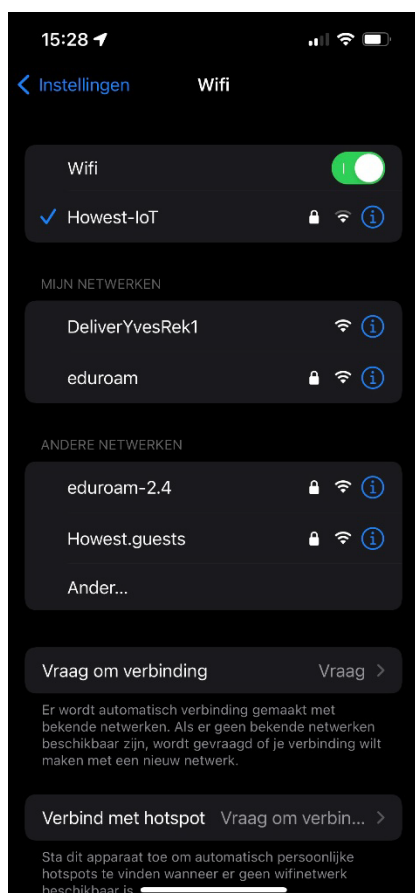 15:28
Instellingen
Wifi
Wifi
Howest-IoT
MIJN NETWERKEN
DeliverYvesRek1
eduroam
ANDERE NETWERKEN
eduroam-2.4
Howest.guests
Ander...
Vraag om verbinding Vraag
Er wordt automatisch verbinding gemaakt met
bekende netwerken. Als er geen bekende netwerken
beschikbaar zijn, wordt gevraagd of je verbinding wilt
maken met een nieuw netwerk.
Verbind met hotspot Vraag om verbin...
Sta dit apparaat toe om automatisch persoonlijke
hotspots te vinden wanneer er geen wifinetwerk
beschikbaar is